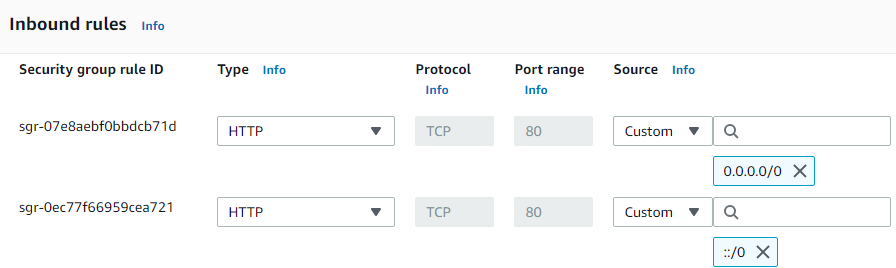 Inbound rules Info
Security group rule ID Type Info Protocol Info Port range Info Source Info
sgr-07e8aebf0bbdcb71d HTTP TCP 80 Custom
0.0.0.0/0
sgr-0ec77f66959cea721 HTTP TCP 80 Custom
::/0